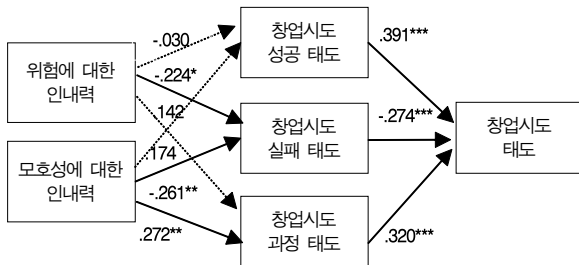 위험에 대한
인내력
모호성에 대한
인내력
-.030
-.224*
.142
.174
-.261**
.272**
창업시도
성공 태도
창업시도
실패 태도
창업시도
과정 태도
.391***
-.274***
.320***
창업시도
태도